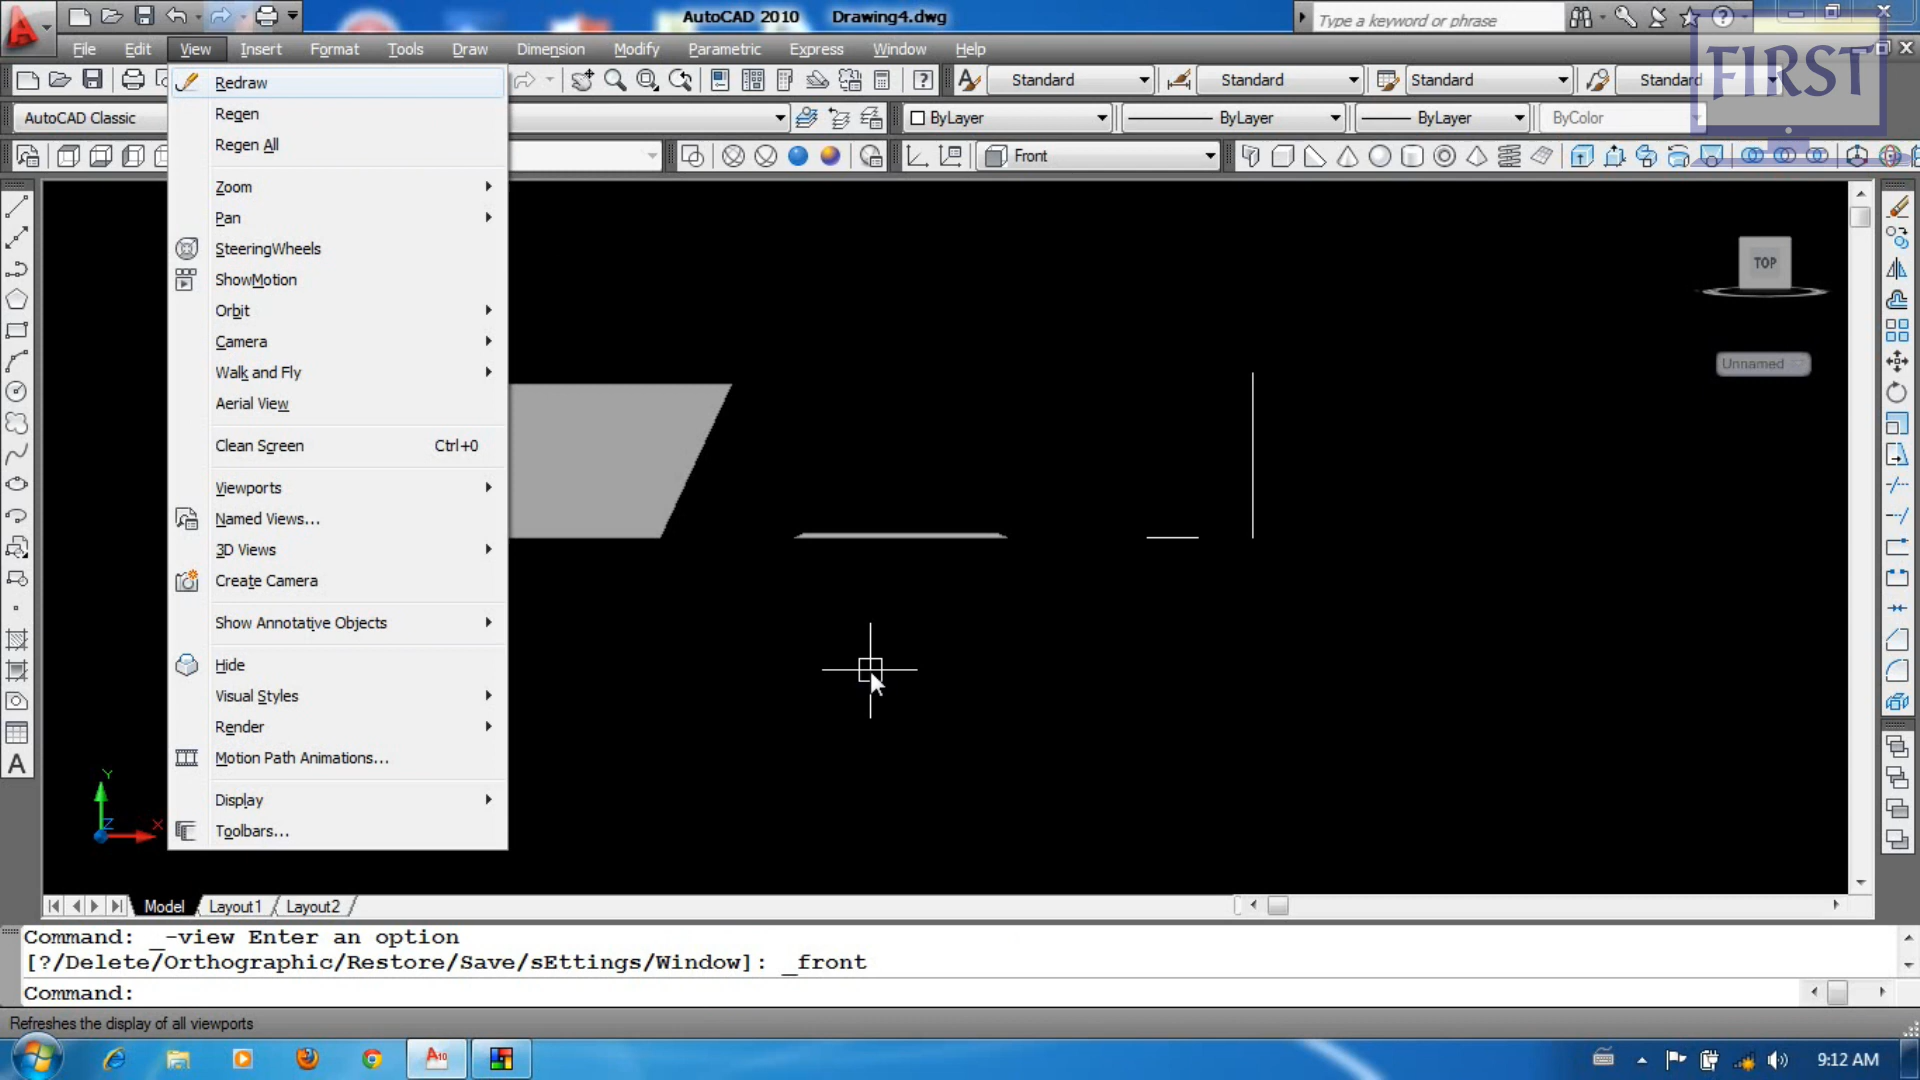 AutoCAD 2010 Drawing4.dwg
Type a keyword or phrase
File Edit View Insert Format Tools Draw Dimension Modify Parametric Express Window Help
FIRST
Standard Standard Standard Standard
AutoCAD Classic ByLayer ByLayer ByLayer ByColor
Front
Redraw
Regen
Regen All
Zoom
Pan
SteeringWheels
ShowMotion
Orbit
Camera
Walk and Fly
Aerial View
Clean Screen Ctrl+0
Viewports
Named Views...
3D Views
Create Camera
Show Annotative Objects
Hide
Visual Styles
Render
Motion Path Animations...
Display
Toolbars...
TOP
Unnamed
Y
Z X
A
Model Layout1 Layout2
Command: _-view Enter an option
[?/Delete/Orthographic/Restore/Save/sEttings/Window]: _front
Command:
Refreshes the display of all viewports
A10
9:12 AM